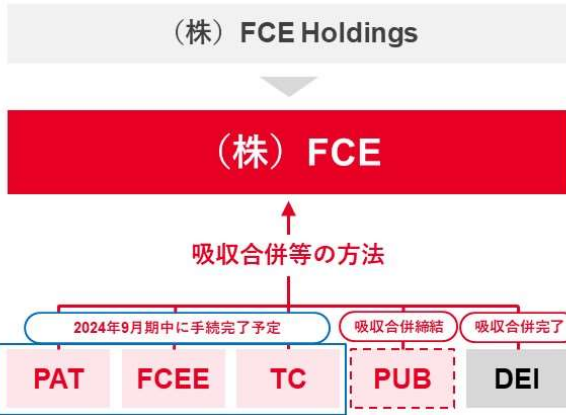 （株）FCE Holdings
（株）FCE
吸収合併等の方法
2024年9月期中に手続完了予定
吸収合併締結
吸収合併完了
PAT
FCEE
TC
PUB
DEI